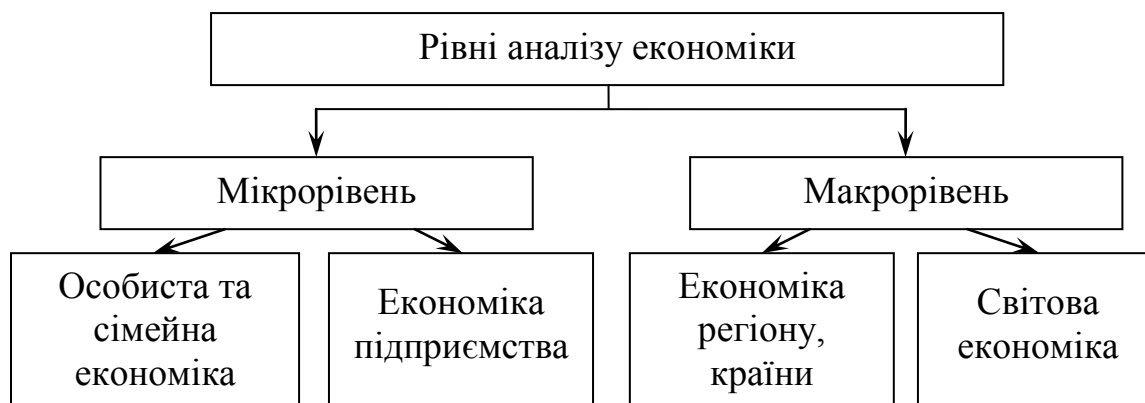 Рівні аналізу економіки
Мікрорівень
Макрорівень
Особиста та
сімейна
економіка
Економіка
підприємства
Економіка
регіону,
країни
Світова
економіка